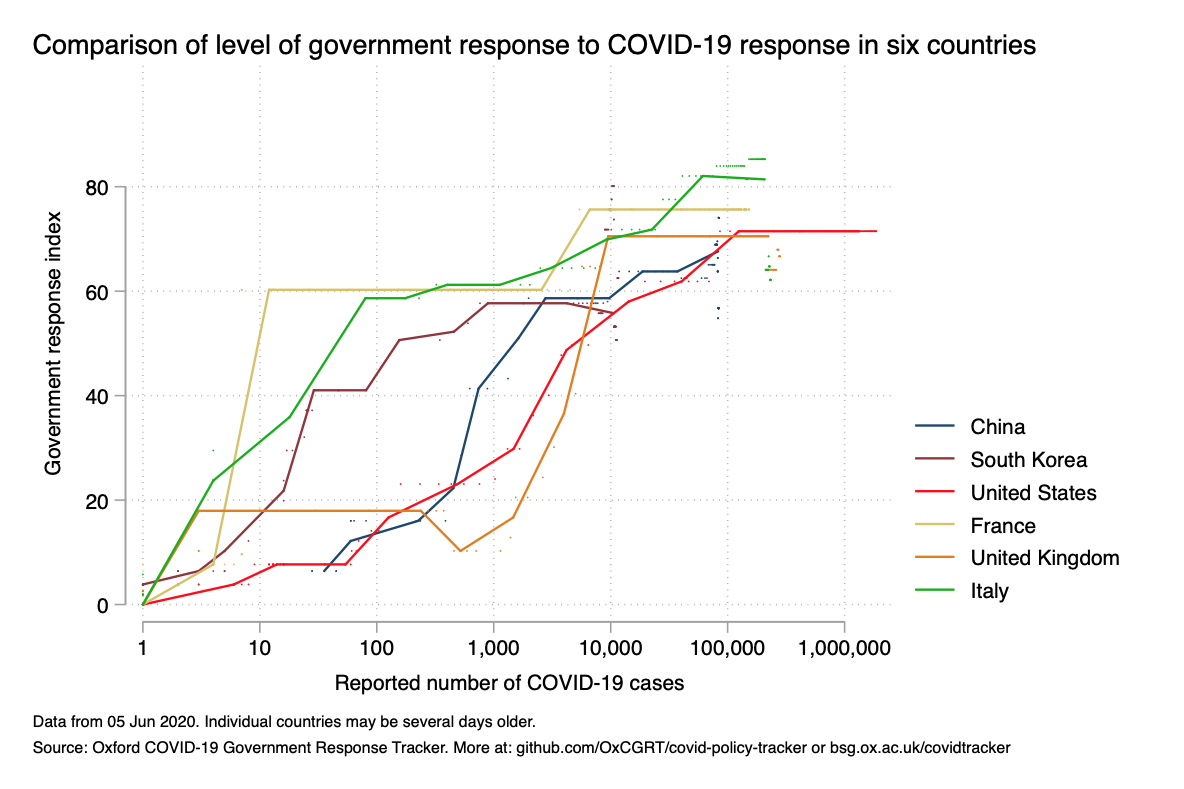 Comparison of level of government response to COVID-19 response in six countries
80
60
40
20
0
Government response index
1
10
100
1,000
10,000
100,000
1,000,000
Reported number of COVID-19 cases
China
South Korea
United States
France
United Kingdom
Italy
Data from 05 Jun 2020. Individual countries may be several days older.
Source: Oxford COVID-19 Government Response Tracker. More at: github.com/OxCGRT/covid-policy-tracker or bsg.ox.ac.uk/covidtracker